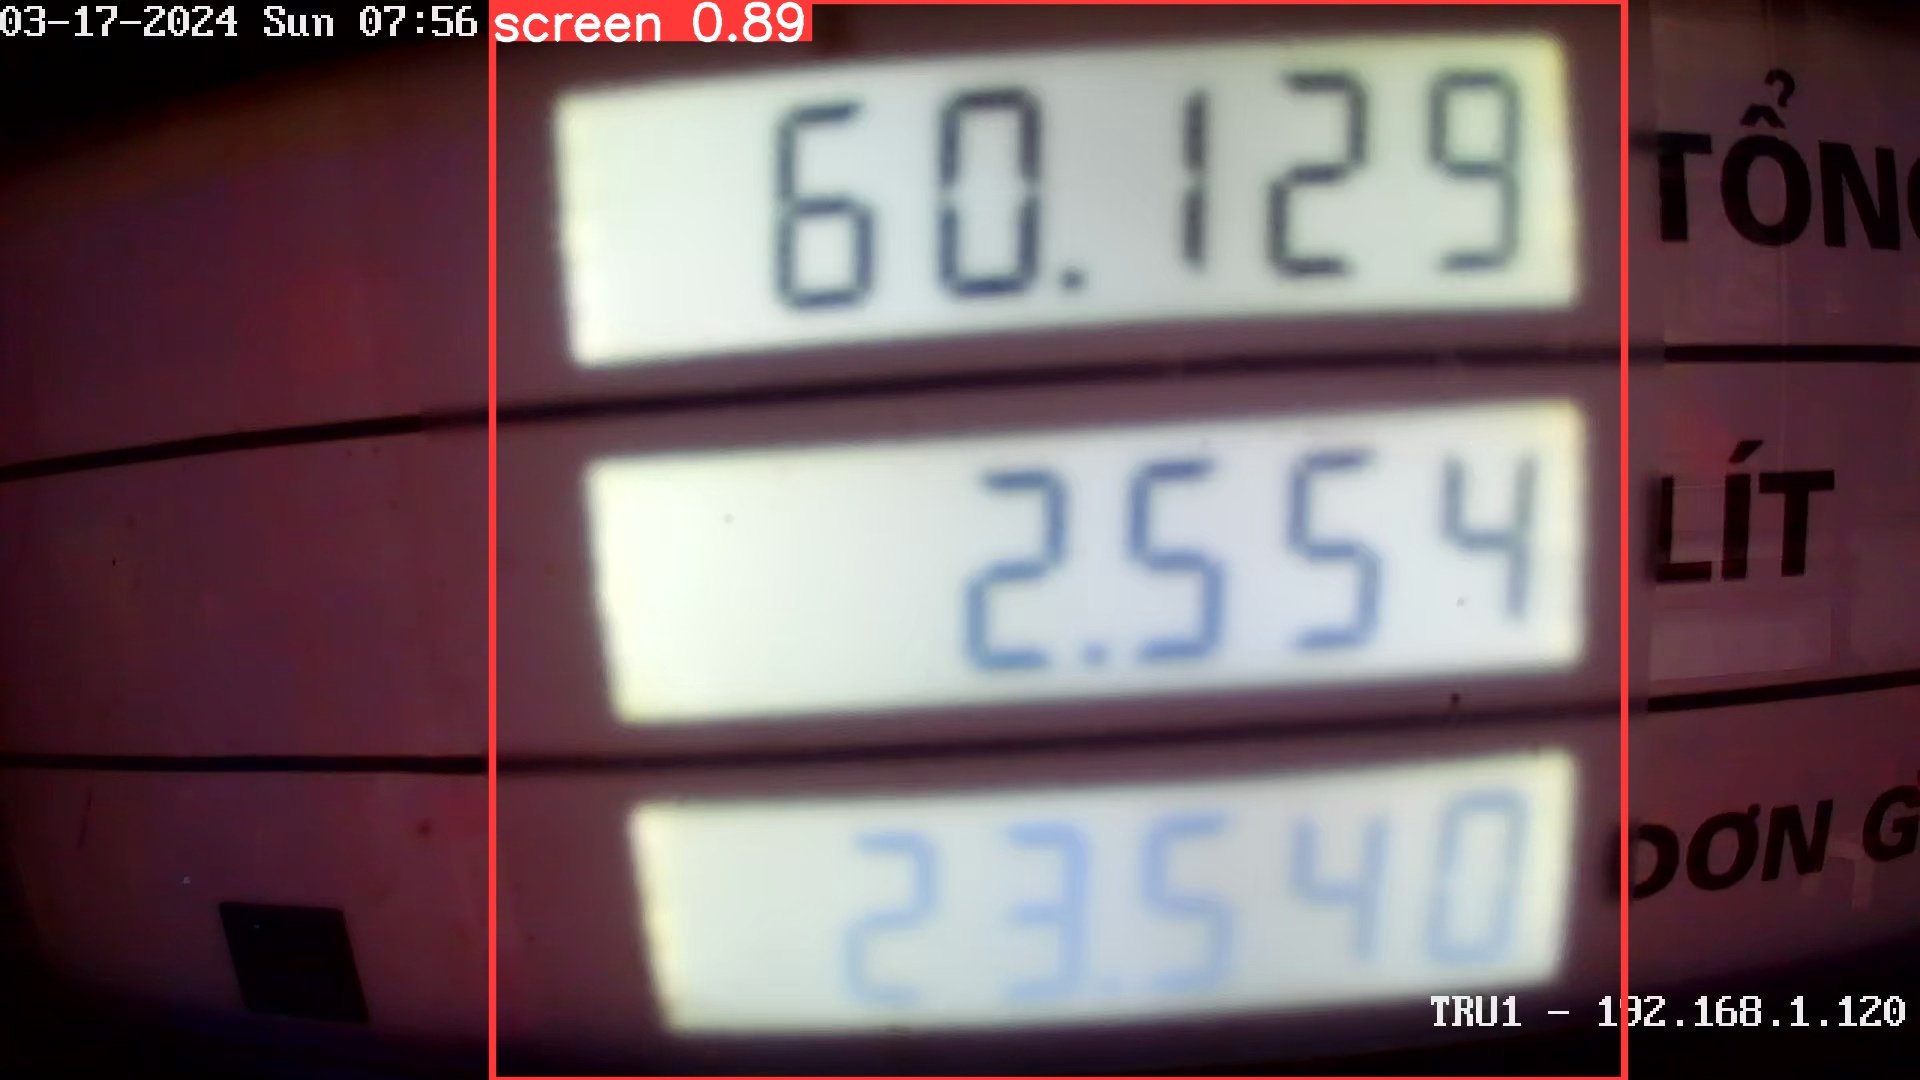 03-17-2024 Sun 07:56
screen 0.89
60.129
TỔNG
2.554
LÍT
23.540
ĐƠN G
TRU1 - 192.168.1.120